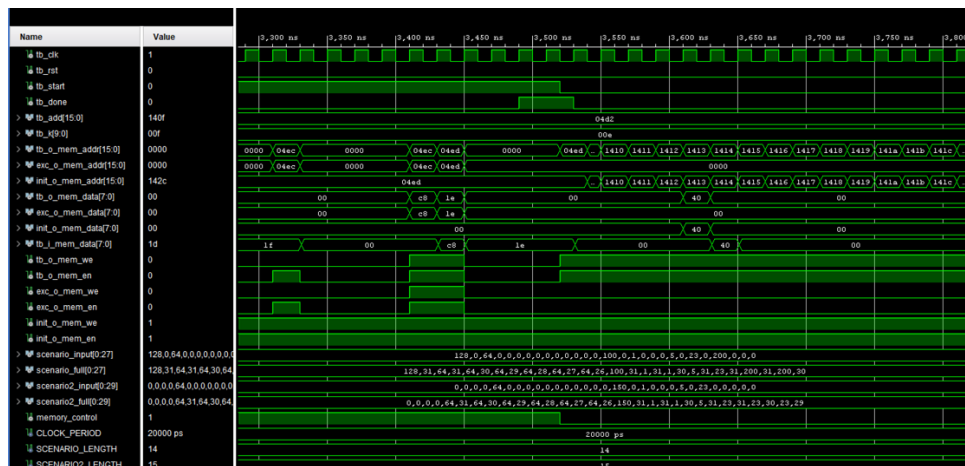 Name Value 3,300 ns 3,350 ns 3,400 ns 3,450 ns 3,500 ns 3,550 ns 3,600 ns 3,650 ns 3,700 ns 3,750 ns 3,800
tb_clk 1
tb_rst 0
tb_start 0
tb_done 0
tb_add[15:0] 140f 04d2
tb_k[9:0] 00f 00e
tb_o_mem_addr[15:0] 0000 0000 04ec 0000 04ec 04ed 0000 04ed … 1410 1411 1412 1413 1414 1415 1416 1417 1418 1419 141a 141b 141c
exc_o_mem_addr[15:0] 0000 0000 04ec 0000 04ec 04ed 0000
init_o_mem_addr[15:0] 142c 04ed … 1410 1411 1412 1413 1414 1415 1416 1417 1418 1419 141a 141b 141c
tb_o_mem_data[7:0] 00 00 c8 1e 00 40 00
exc_o_mem_data[7:0] 00 00 c8 1e 00
init_o_mem_data[7:0] 00 00 40 00
tb_i_mem_data[7:0] 1d 1f 00 c8 1e 00 40 00
tb_o_mem_we 0
tb_o_mem_en 0
exc_o_mem_we 0
exc_o_mem_en 0
init_o_mem_we 1
init_o_mem_en 1
scenario_input[0:27] 128,0,64,0,0,0,0,0,0,0 128,0,64,0,0,0,0,0,0,0,0,0,0,0,100,0,1,0,0,0,5,0,23,0,200,0,0,0
scenario_full[0:27] 128,31,64,31,64,30,64, 128,31,64,31,64,30,64,29,64,28,64,27,64,26,100,31,1,31,1,30,5,31,23,31,200,31,200,30
scenario2_input[0:29] 0,0,0,0,64,0,0,0,0,0,0 0,0,0,0,64,0,0,0,0,0,0,0,0,0,0,0,150,0,1,0,0,0,5,0,23,0,0,0,0,0
scenario2_full[0:29] 0,0,0,0,64,31,64,30,64, 0,0,0,0,64,31,64,30,64,29,64,28,64,27,64,26,150,31,1,31,1,30,5,31,23,31,23,30,23,29
memory_control 1
CLOCK_PERIOD 20000 ps 20000 ps
SCENARIO_LENGTH 14 14
SCENARIO2_LENGTH 15 15